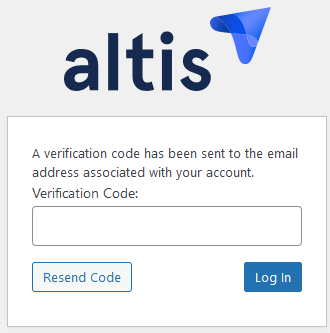 altis
A verification code has been sent to the email
address associated with your account.
Verification Code:
Resend Code
Log In